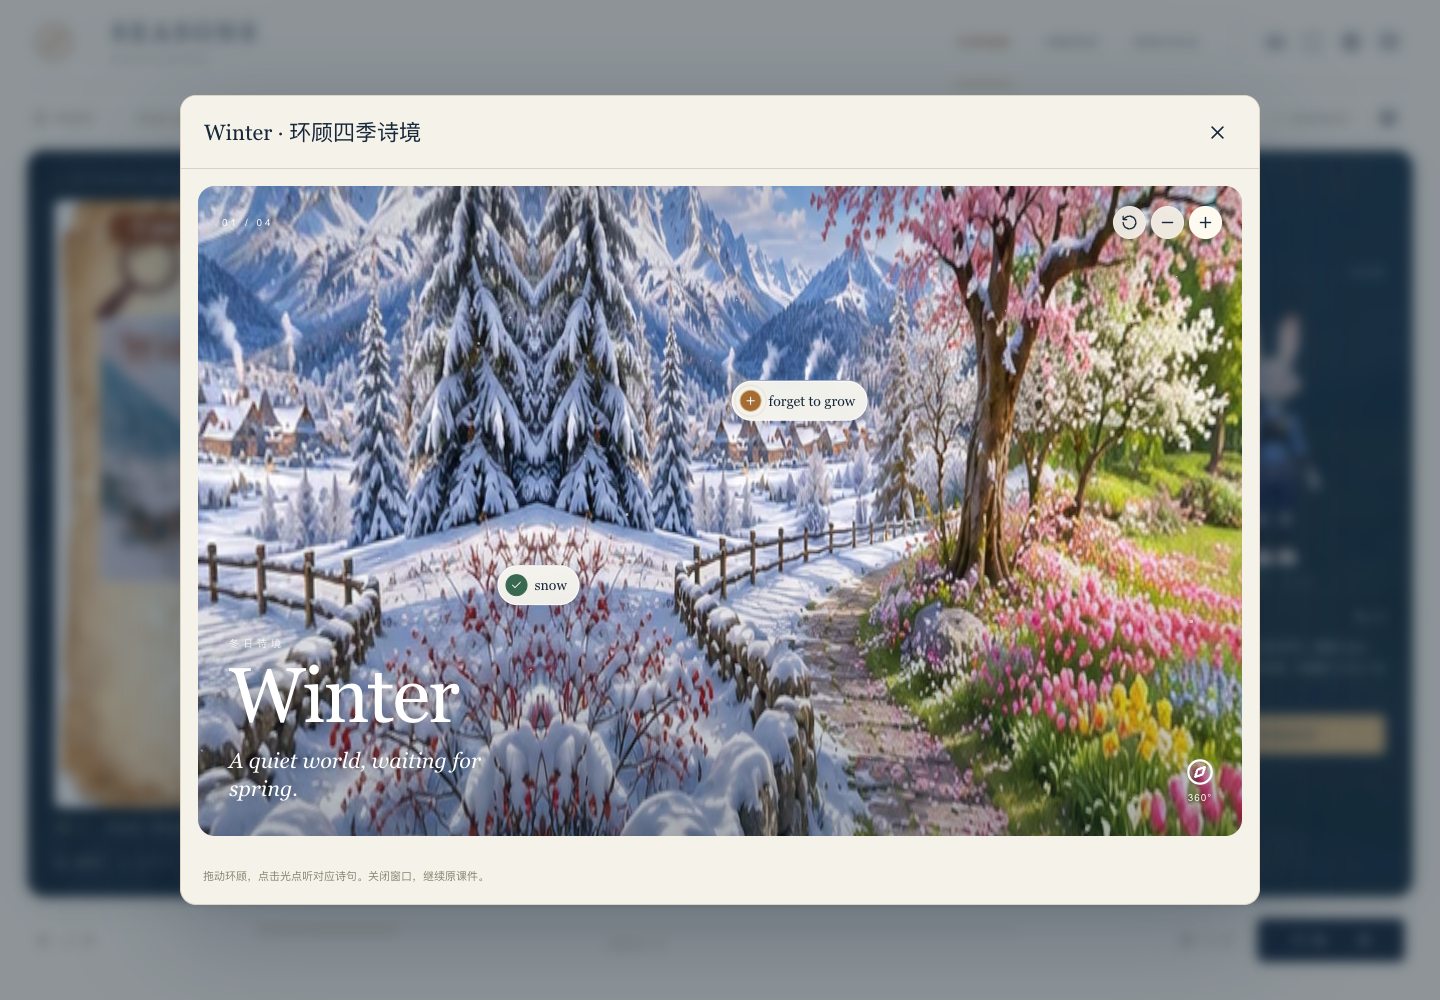 Winter · 环顾四季诗境
01 / 04
forget to grow
snow
冬日诗境
Winter
A quiet world, waiting for
spring.
360°
拖动环顾，点击光点听对应诗句。关闭窗口，继续原课件。